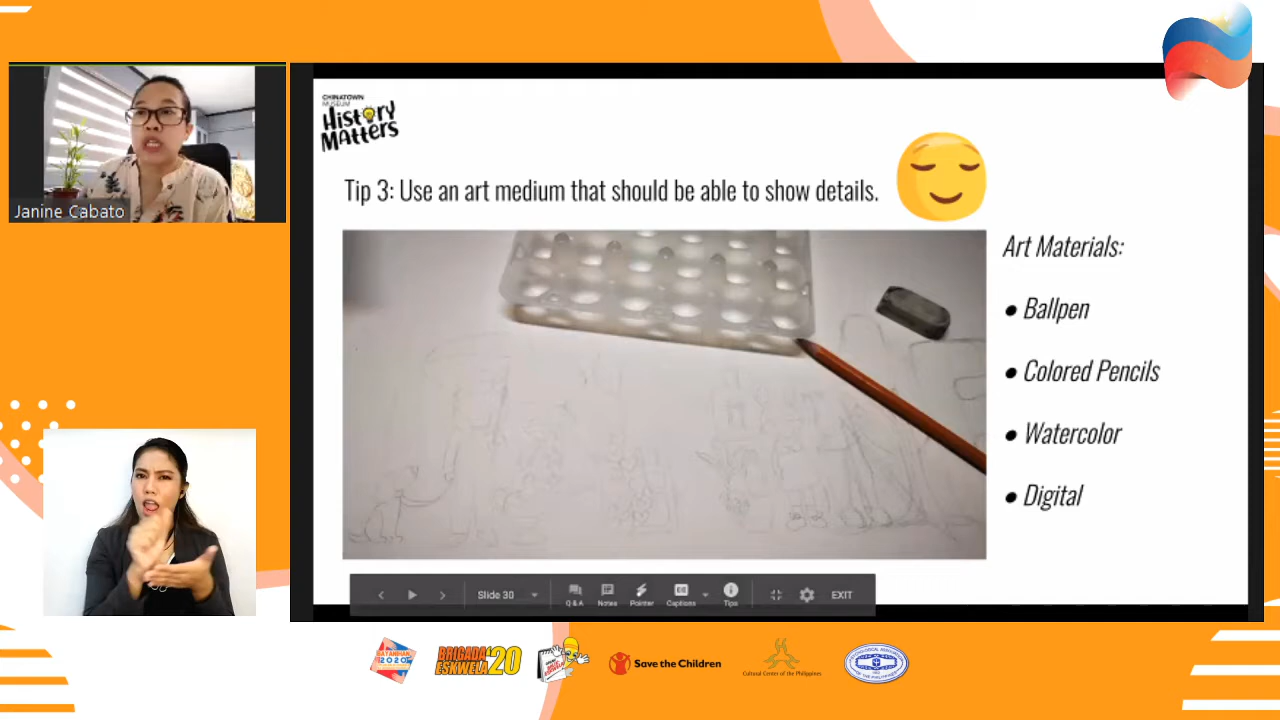 CHINATOWN
MUSEUM
History
Matters
Tip 3: Use an art medium that should be able to show details.
Janine Cabato
Art Materials:
• Ballpen
• Colored Pencils
• Watercolor
• Digital
Slide 30
Q & A
Notes
Pointer
Captions
Tips
EXIT
BAYANIHAN
2020
BRIGADA
ESKWELA
'20
Save the Children
Cultural Center of the Philippines